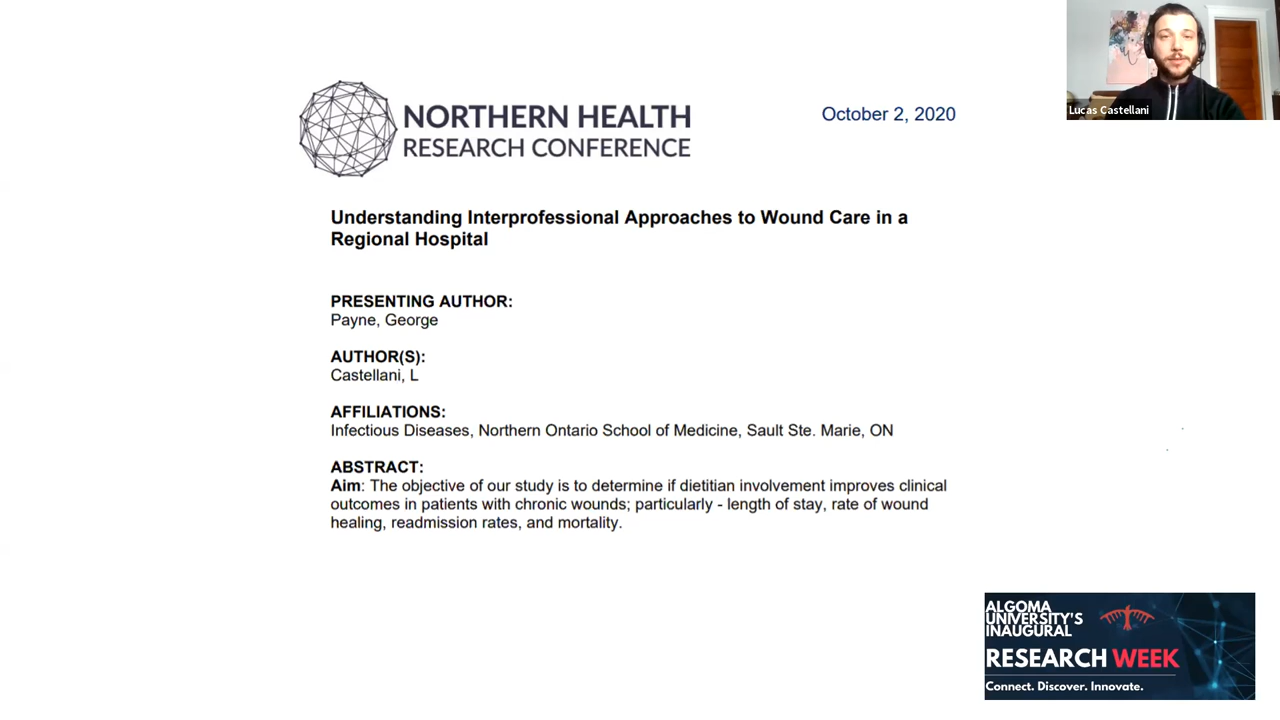 NORTHERN HEALTH
RESEARCH CONFERENCE
October 2, 2020
Lucas Castellani
Understanding Interprofessional Approaches to Wound Care in a
Regional Hospital
PRESENTING AUTHOR:
Payne, George
AUTHOR(S):
Castellani, L
AFFILIATIONS:
Infectious Diseases, Northern Ontario School of Medicine, Sault Ste. Marie, ON
ABSTRACT:
Aim: The objective of our study is to determine if dietitian involvement improves clinical
outcomes in patients with chronic wounds; particularly - length of stay, rate of wound
healing, readmission rates, and mortality.
ALGOMA
UNIVERSITY'S
INAUGURAL
RESEARCH WEEK
Connect. Discover. Innovate.